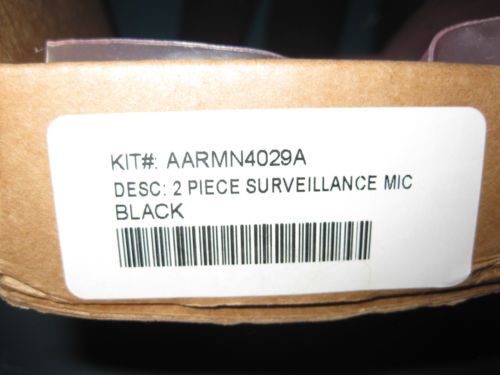 KIT#: AARMN4029A
DESC: 2 PIECE SURVEILLANCE MIC
BLACK